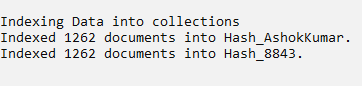 Indexing Data into collections
Indexed 1262 documents into Hash_AshokKumar.
Indexed 1262 documents into Hash_8843.